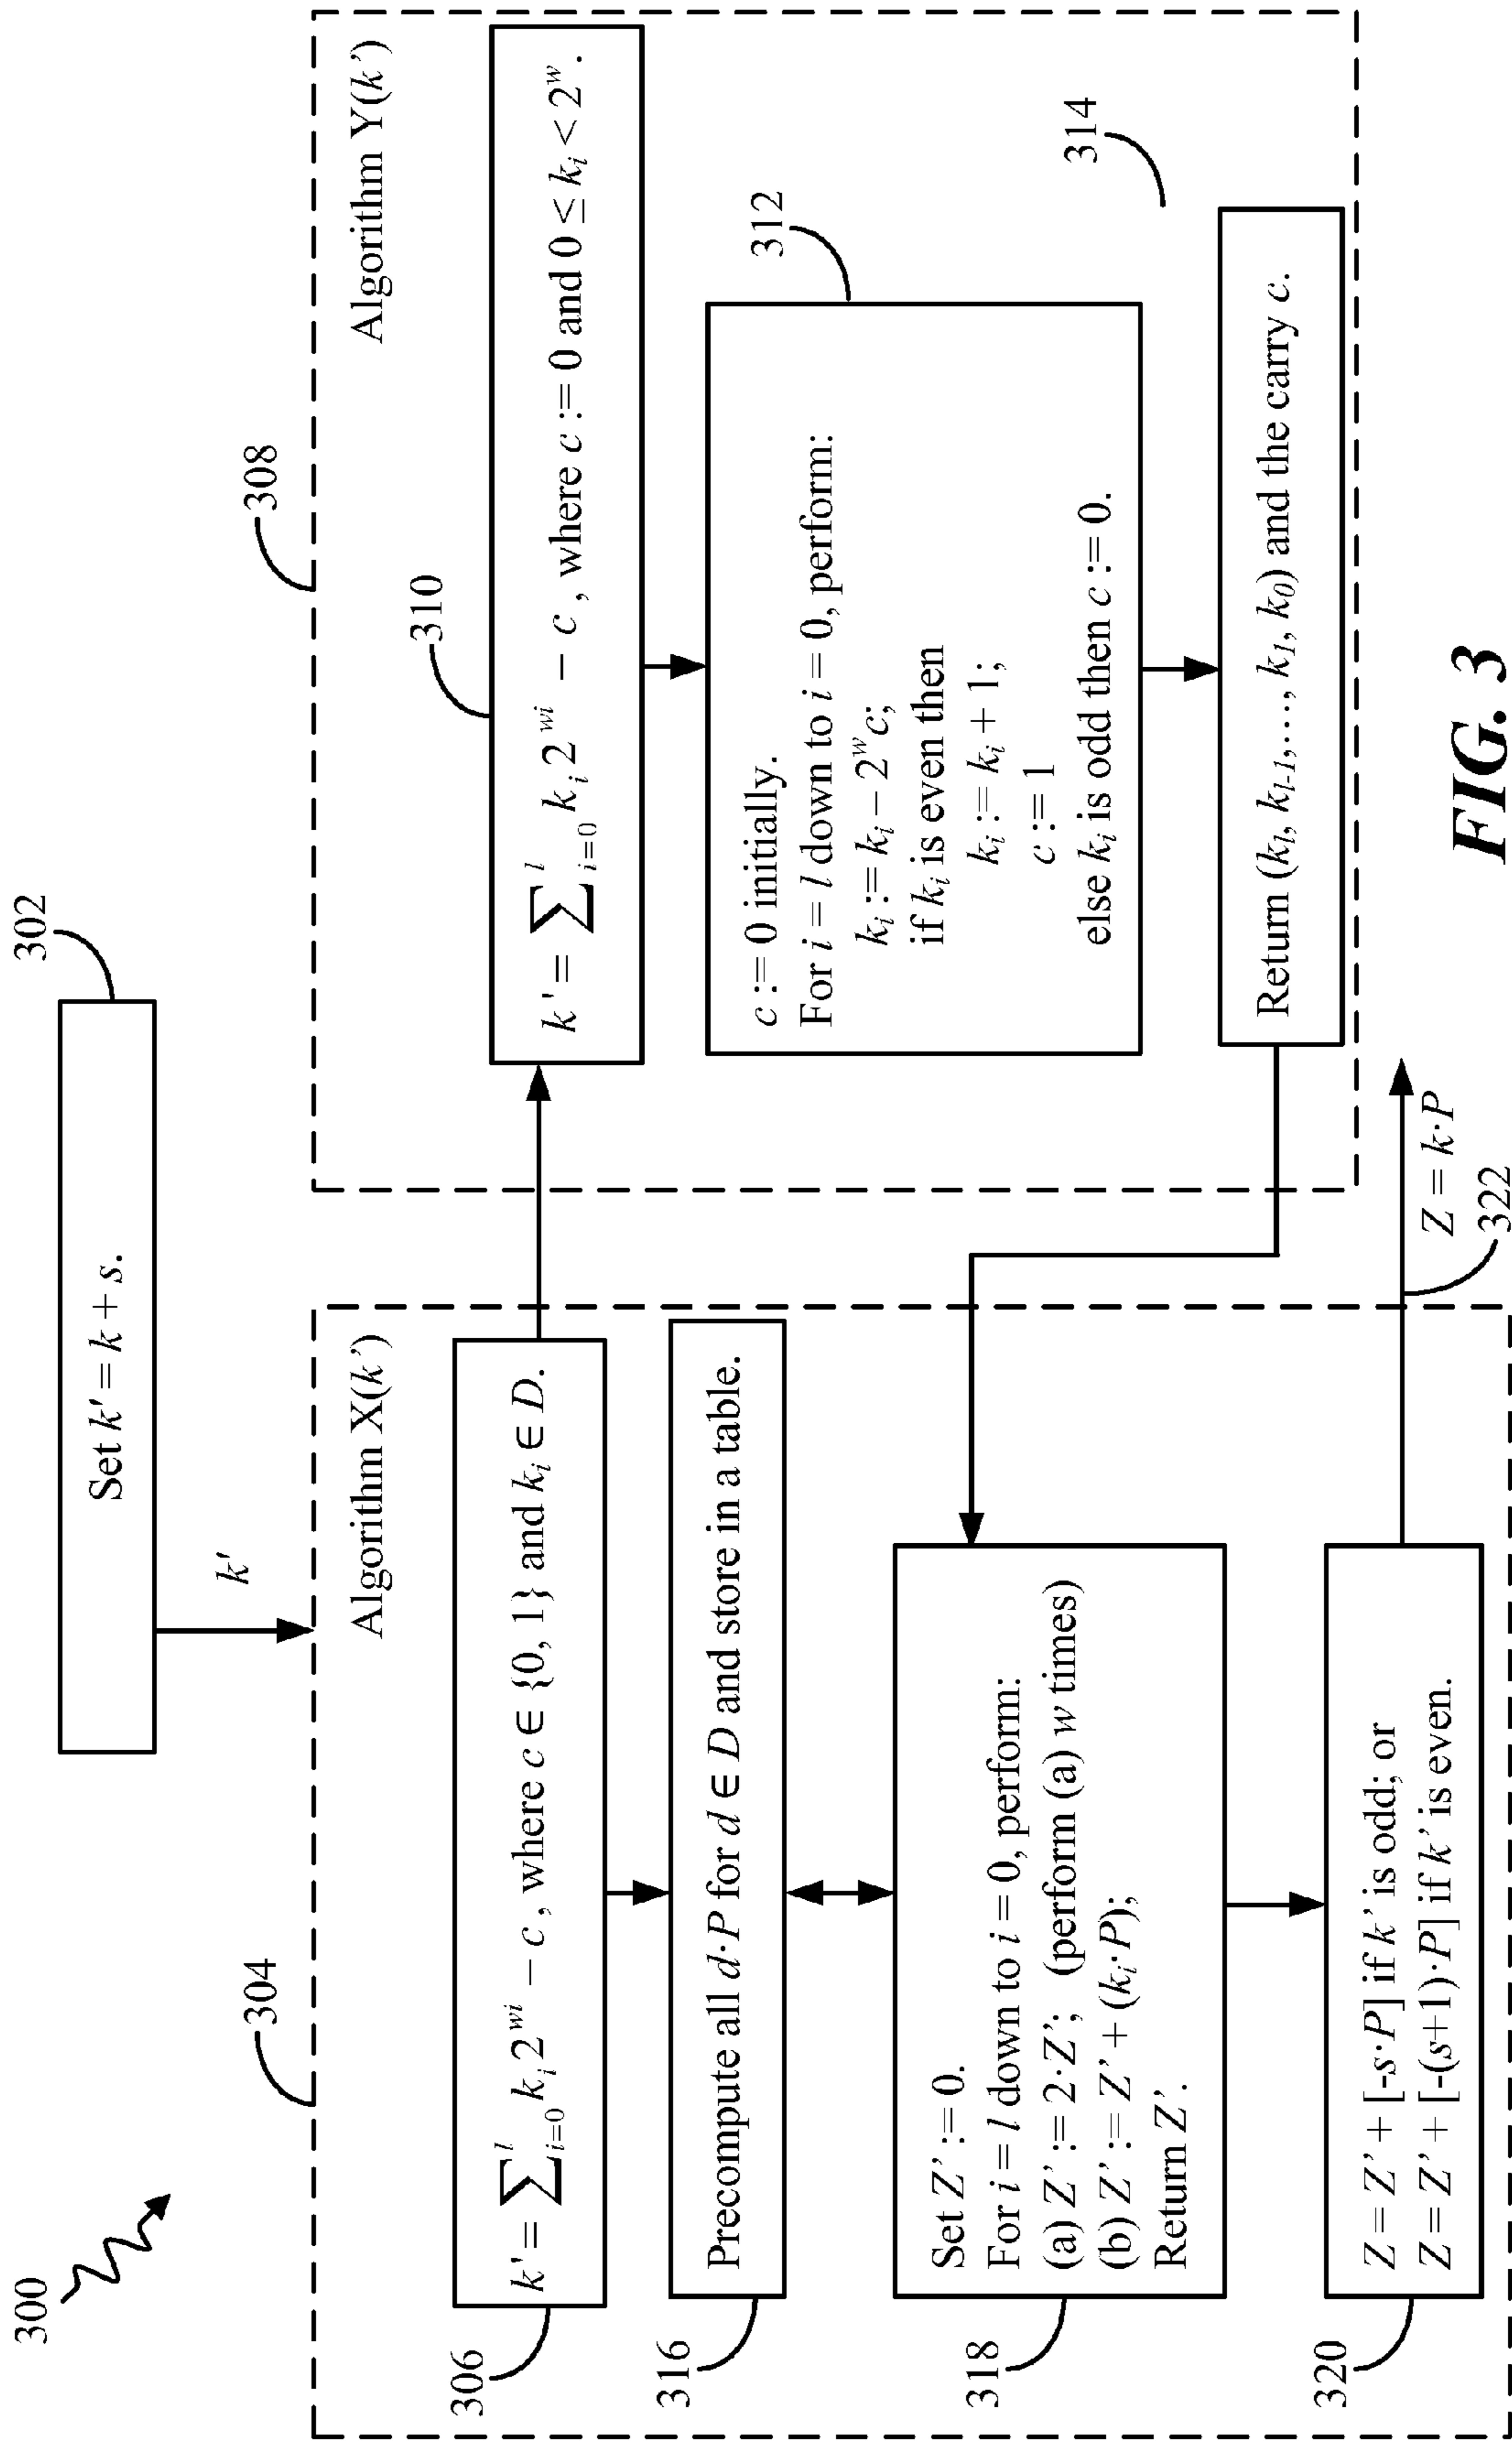 300
302
Set k' = k + s.
k'
304
Algorithm X(k’)
306
k' = ∑_{i=0}^{l} k_i 2^{wi} − c, where c ∈ {0, 1} and k_i ∈ D.
316
Precompute all d·P for d ∈ D and store in a table.
318
Set Z’ := 0.
For i = l down to i = 0, perform:
(a) Z’ := 2·Z’; (perform (a) w times)
(b) Z’ := Z’ + (k_i·P);
Return Z’.
320
Z = Z’ + [-s·P] if k’ is odd; or
Z = Z’ + [-(s+1)·P] if k’ is even.
322
Z = k·P
308
Algorithm Y(k’)
310
k' = ∑_{i=0}^{l} k_i 2^{wi} − c, where c := 0 and 0 ≤ k_i < 2^w.
312
c := 0 initially.
For i = l down to i = 0, perform:
k_i := k_i − 2^w c;
if k_i is even then
k_i := k_i + 1;
c := 1
else k_i is odd then c := 0.
314
Return (k_l, k_{l-1},…, k_1, k_0) and the carry c.
FIG. 3